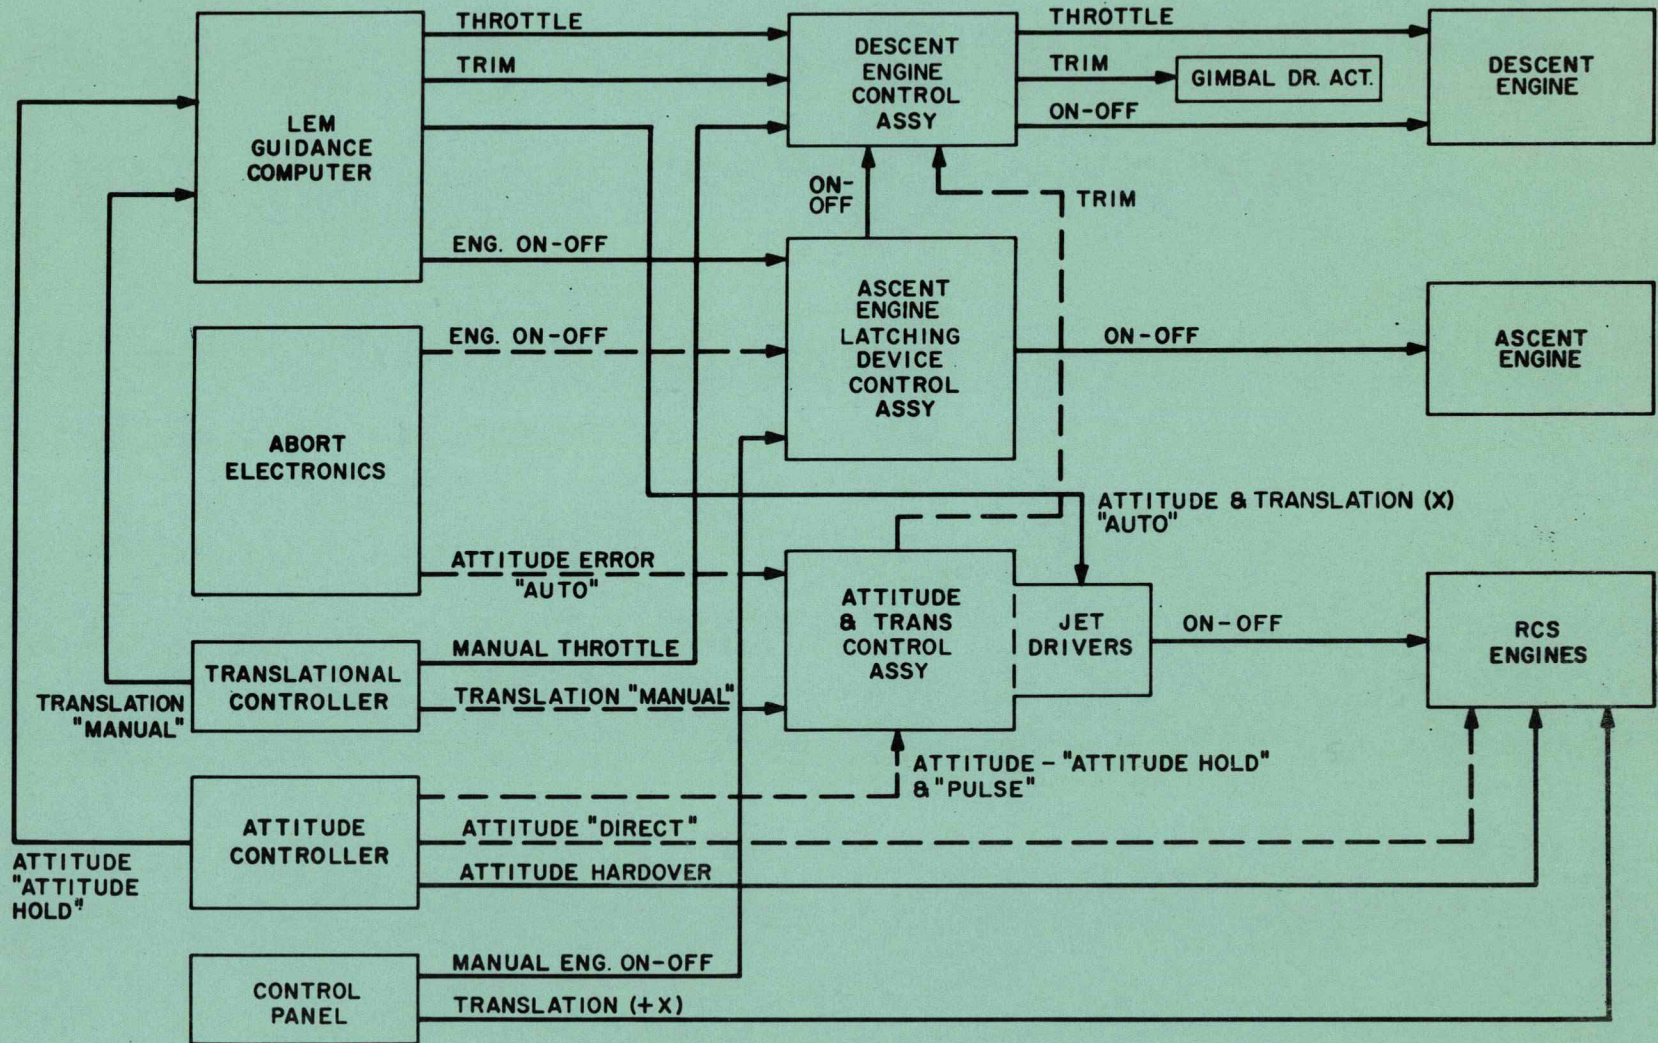 THROTTLE
TRIM
LEM
GUIDANCE
COMPUTER
ENG. ON-OFF
DESCENT
ENGINE
CONTROL
ASSY
THROTTLE
TRIM
GIMBAL DR. ACT.
ON-OFF
DESCENT
ENGINE
ON-
OFF
TRIM
ABORT
ELECTRONICS
ENG. ON-OFF
ATTITUDE ERROR
"AUTO"
ASCENT
ENGINE
LATCHING
DEVICE
CONTROL
ASSY
ON-OFF
ASCENT
ENGINE
ATTITUDE & TRANSLATION (X)
"AUTO"
TRANSLATIONAL
CONTROLLER
MANUAL THROTTLE
TRANSLATION "MANUAL"
TRANSLATION
"MANUAL"
ATTITUDE
& TRANS
CONTROL
ASSY
JET
DRIVERS
ON-OFF
RCS
ENGINES
ATTITUDE - "ATTITUDE HOLD"
& "PULSE"
ATTITUDE
CONTROLLER
ATTITUDE "DIRECT"
ATTITUDE HARDOVER
ATTITUDE
"ATTITUDE
HOLD"
CONTROL
PANEL
MANUAL ENG. ON-OFF
TRANSLATION (+X)